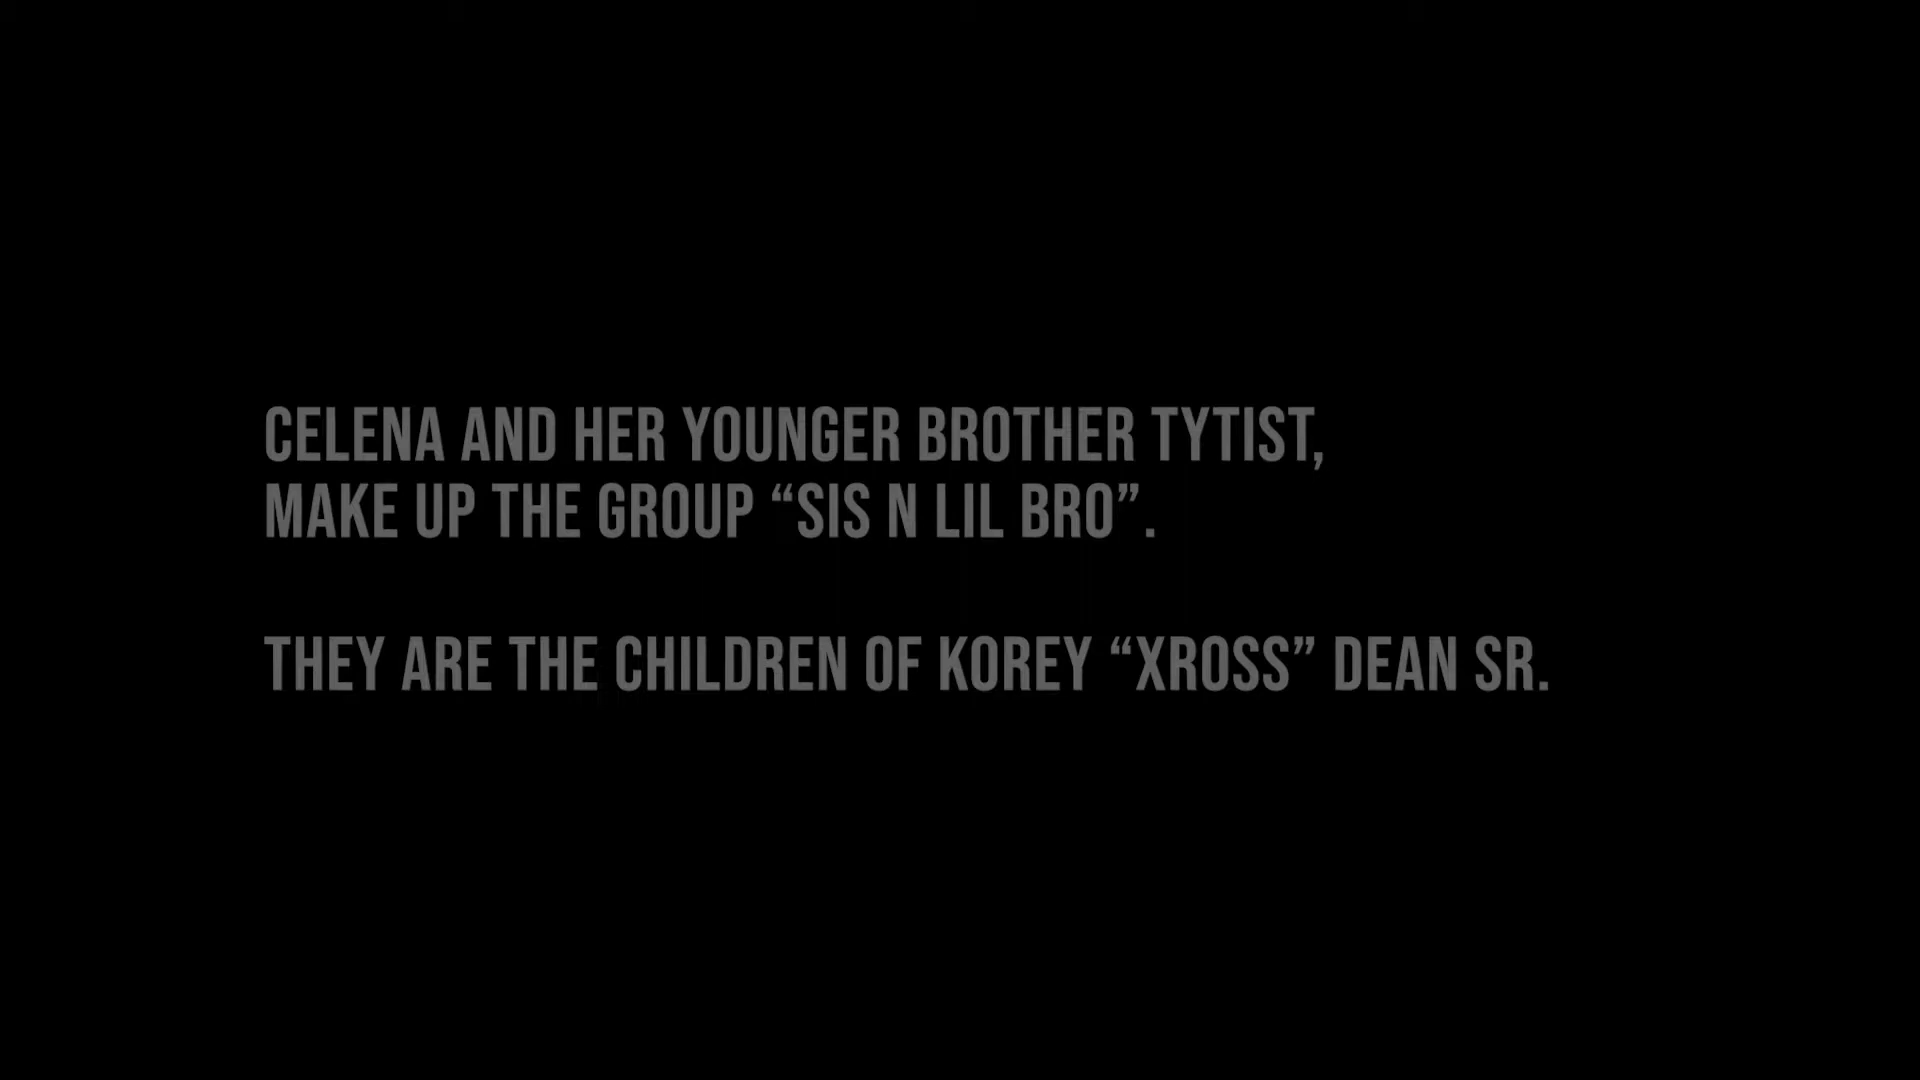 CELENA AND HER YOUNGER BROTHER TYTIST,
MAKE UP THE GROUP “SIS N LIL BRO”.
THEY ARE THE CHILDREN OF KOREY “XROSS” DEAN SR.